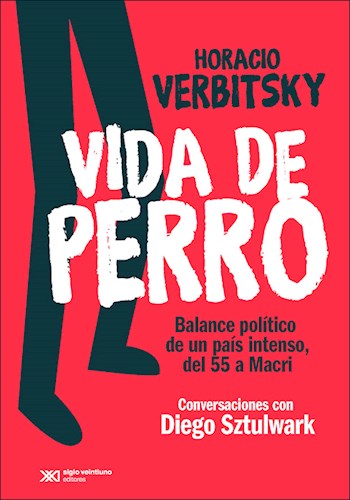 HORACIO
VERBITSKY
VIDA DE
PERRO
Balance político
de un país intenso,
del 55 a Macri
Conversaciones con
Diego Sztulwark
XXI
siglo veintiuno
editores